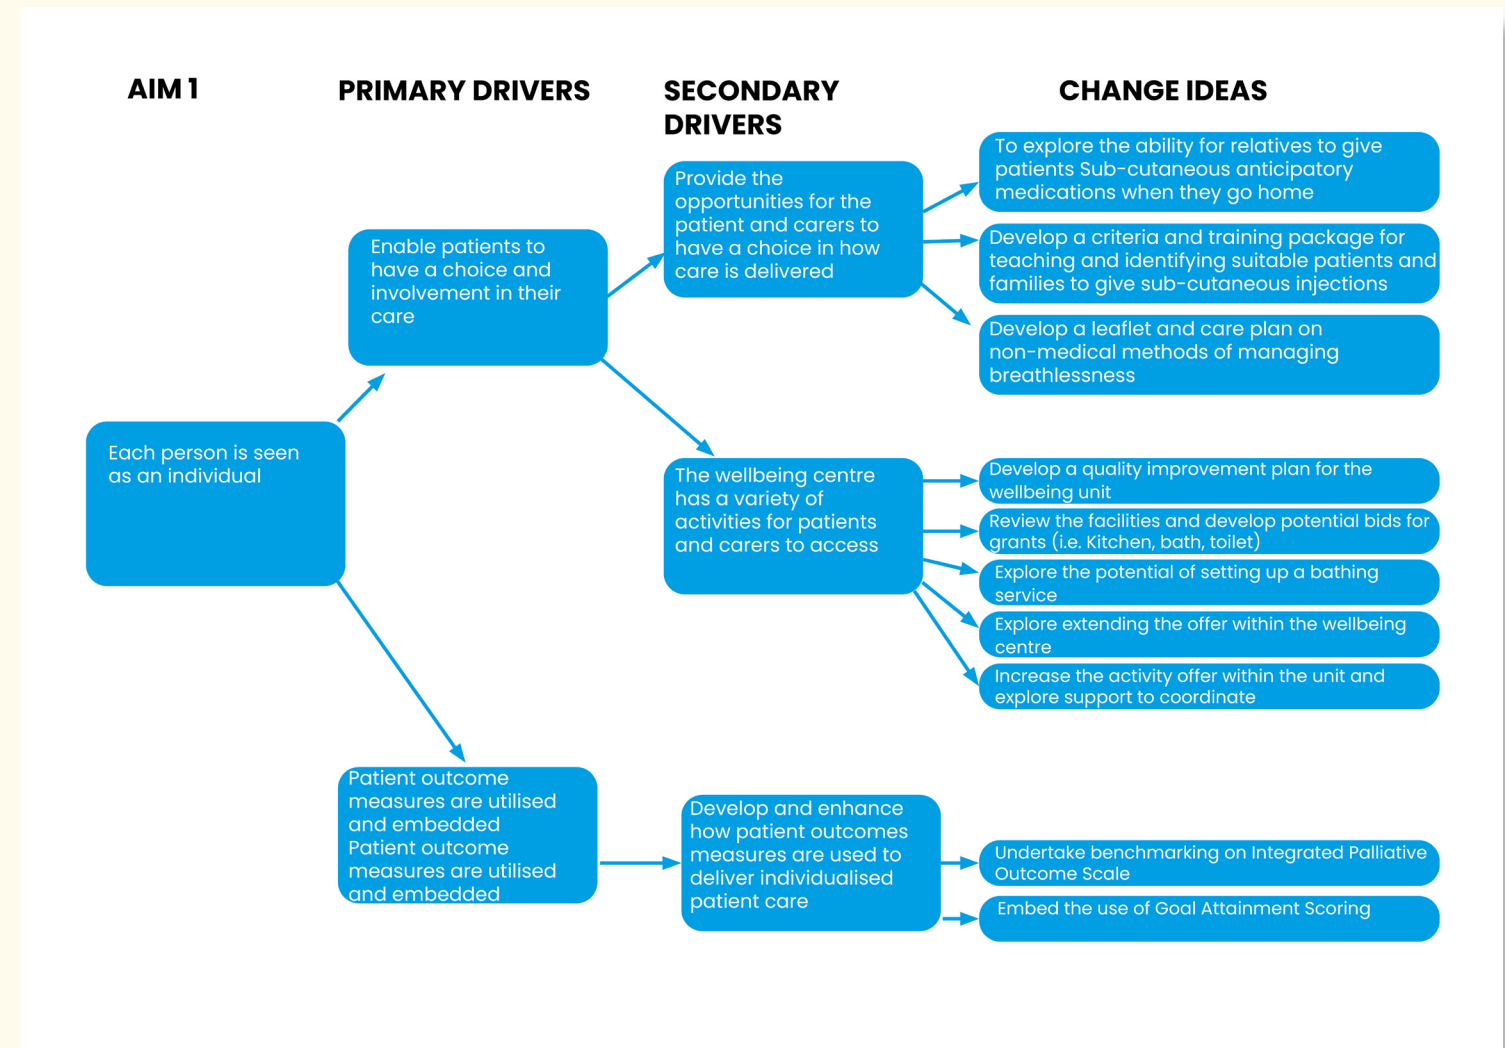 AIM 1
PRIMARY DRIVERS
SECONDARY
DRIVERS
CHANGE IDEAS
Each person is seen
as an individual
Enable patients to
have a choice and
involvement in their
care
Patient outcome
measures are utilised
and embedded
Patient outcome
measures are utilised
and embedded
Provide the
opportunities for the
patient and carers to
have a choice in how
care is delivered
The wellbeing centre
has a variety of
activities for patients
and carers to access
Develop and enhance
how patient outcomes
measures are used to
deliver individualised
patient care
To explore the ability for relatives to give
patients Sub-cutaneous anticipatory
medications when they go home
Develop a criteria and training package for
teaching and identifying suitable patients and
families to give sub-cutaneous injections
Develop a leaflet and care plan on
non-medical methods of managing
breathlessness
Develop a quality improvement plan for the
wellbeing unit
Review the facilities and develop potential bids for
grants (i.e. Kitchen, bath, toilet)
Explore the potential of setting up a bathing
service
Explore extending the offer within the wellbeing
centre
Increase the activity offer within the unit and
explore support to coordinate
Undertake benchmarking on Integrated Palliative
Outcome Scale
Embed the use of Goal Attainment Scoring